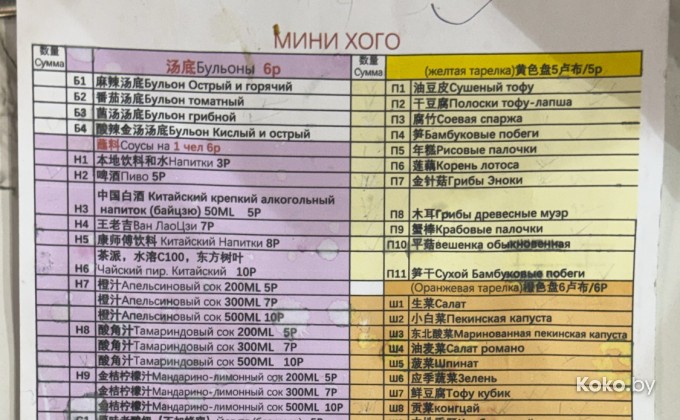 МИНИ ХОГО
数量 Сумма
汤底Бульоны 6р
Б1 麻辣汤底Бульон Острый и горячий
Б2 番茄汤底Бульон томатный
Б3 菌汤汤底Бульон грибной
Б4 酸辣金汤汤底Бульон Кислый и острый
蘸料Соусы на 1 чел 6р
Н1 本地饮料和水Напитки 3Р
Н2 啤酒Пиво 5Р
中国白酒 Китайский крепкий алкогольный
Н3 напиток (байцзю) 50ML 5Р
Н4 王老吉Ван ЛаоЦзи 7Р
Н5 康师傅饮料 Китайский Напитки 8Р
茶派，水溶C100，东方树叶
Н6 Чайский пир. Китайский 10Р
Н7 橙汁Апельсиновый сок 200ML 5Р
橙汁Апельсиновый сок 300ML 7Р
橙汁Апельсиновый сок 500ML 10Р
Н8 酸角汁Тамариндовый сок 200ML 5Р
酸角汁Тамариндовый сок 300ML 7Р
酸角汁Тамариндовый сок 500ML 10Р
Н9 金桔柠檬汁Мандарино-лимонный сок 200ML 5Р
金桔柠檬汁Мандарино-лимонный сок 300ML 7Р
金桔柠檬汁Мандарино-лимонный сок 500ML 10Р
数量 Сумма
(желтая тарелка)黄色盘5卢布/5р
П1 油豆皮Сушеный тофу
П2 干豆腐Полоски тофу-лапша
П3 腐竹Соевая спаржа
П4 笋Бамбуковые побеги
П5 年糕Рисовые палочки
П6 莲藕Корень лотоса
П7 金针菇Грибы Эноки
П8 木耳Грибы древесные муэр
П9 蟹棒Крабовые палочки
П10 平菇вешенка обыкновенная
П11 笋干Сухой Бамбуковые побеги
(Оранжевая тарелка)橙色盘6卢布/6Р
Ш1 生菜Салат
Ш2 小白菜Пекинская капуста
Ш3 东北酸菜Маринованная пекинская капуста
Ш4 油麦菜Салат романо
Ш5 菠菜Шпинат
Ш6 应季蔬菜Зелень
Ш7 鲜豆腐Тофу кубик
Ш8 贡菜конгцай
Koko.by